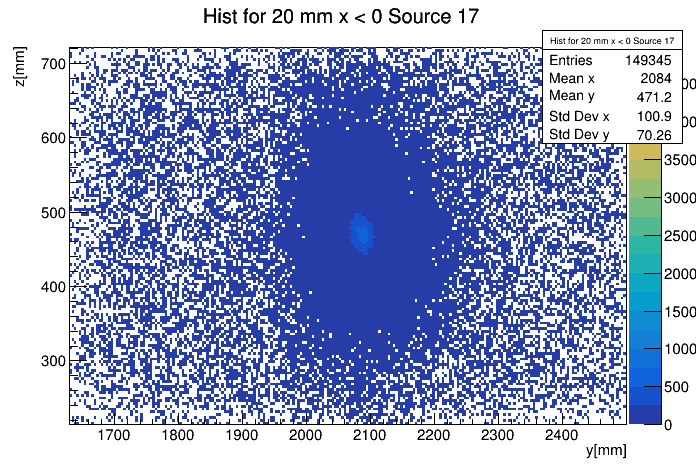 Hist for 20 mm x < 0 Source 17
Hist for 20 mm x < 0 Source 17
Entries 149345
Mean x 2084
Mean y 471.2
Std Dev x 100.9
Std Dev y 70.26
z[mm]
700
600
500
400
300
1700 1800 1900 2000 2100 2200 2300 2400
y[mm]
3500
3000
2500
2000
1500
1000
500
0